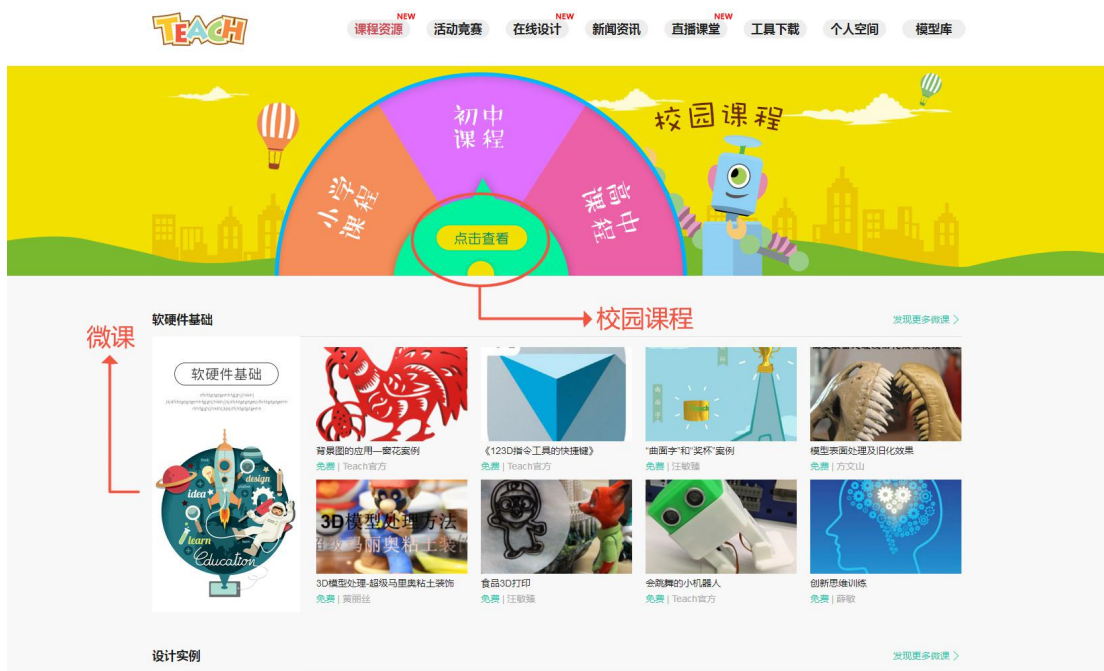 TEACH
NEW
NEW
NEW
课程资源 活动竞赛 在线设计 新闻资讯 直播课堂 工具下载 个人空间 模型库
校园课程
初中
课程
小学
课程
高中
课程
点击查看
校园课程
微课
软硬件基础
发现更多微课
软硬件基础
idea
design
learn
Education
背景图的应用—窗花案例
免费 | Teach官方
《123D指令工具的快捷键》
免费 | Teach官方
Teach
"曲面字"和"奖杯"案例
免费 | 汪敏臻
模型表面处理及旧化效果
免费 | 方文山
3D模型处理方法
3D模型处理-超级马里奥粘土装饰
免费 | 黄丽丝
食品3D打印
免费 | 汪敏臻
会跳舞的小机器人
免费 | Teach官方
创新思维训练
免费 | 薛敏
设计实例
发现更多微课